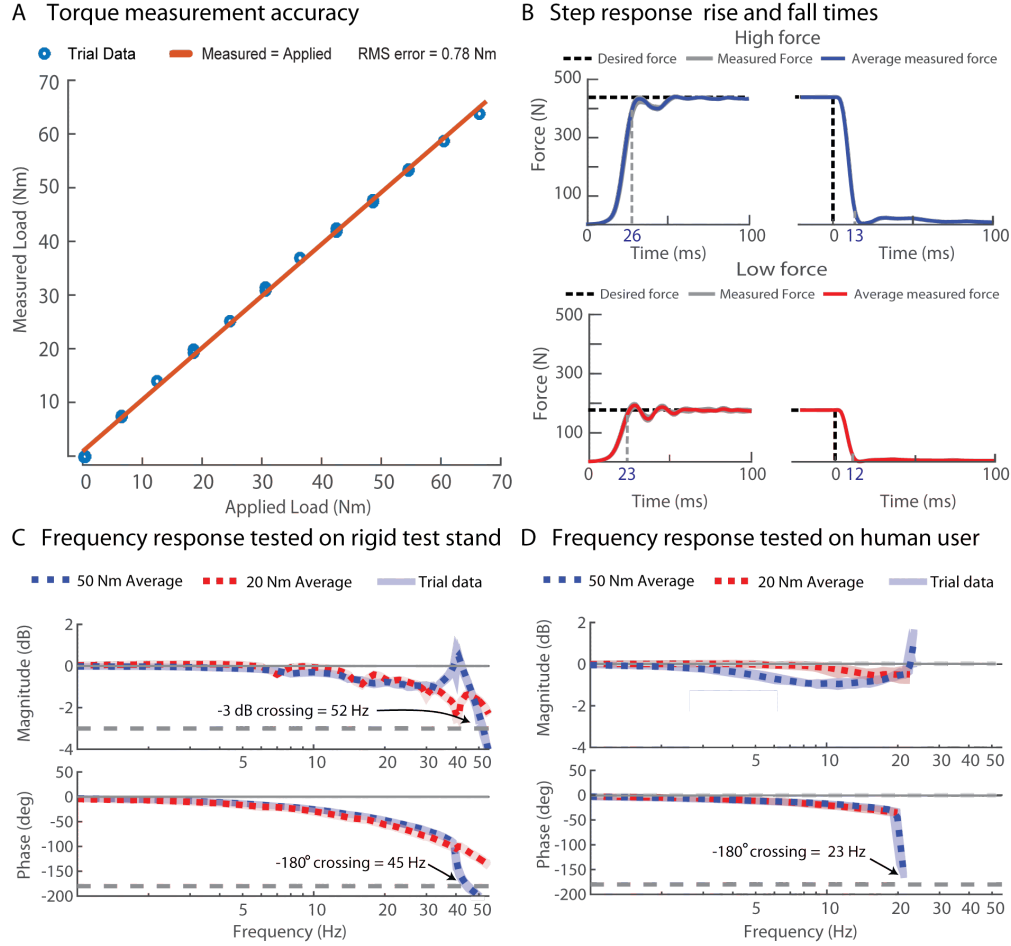 A Torque measurement accuracy
Trial Data Measured = Applied RMS error = 0.78 Nm
70
60
50
40
30
20
10
Measured Load (Nm)
0 10 20 30 40 50 60 70
Applied Load (Nm)
B Step response rise and fall times
High force
Desired force Measured Force Average measured force
500
300
100
Force (N)
0 26 100 0 13 100
Time (ms) Time (ms)
Low force
Desired force Measured Force Average measured force
500
300
100
Force (N)
0 23 100 0 12 100
Time (ms) Time (ms)
C Frequency response tested on rigid test stand
50 Nm Average 20 Nm Average Trial data
2
0
-2
-4
Magnitude (dB)
-3 dB crossing = 52 Hz
5 10 20 30 40 50
50
0
-50
-100
-150
-200
Phase (deg)
-180° crossing = 45 Hz
5 10 20 30 40 50
Frequency (Hz)
D Frequency response tested on human user
50 Nm Average 20 Nm Average Trial data
2
0
-2
-4
Magnitude (dB)
5 10 20 30 40 50
50
0
-50
-100
-150
-200
Phase (deg)
-180° crossing = 23 Hz
5 10 20 30 40 50
Frequency (Hz)